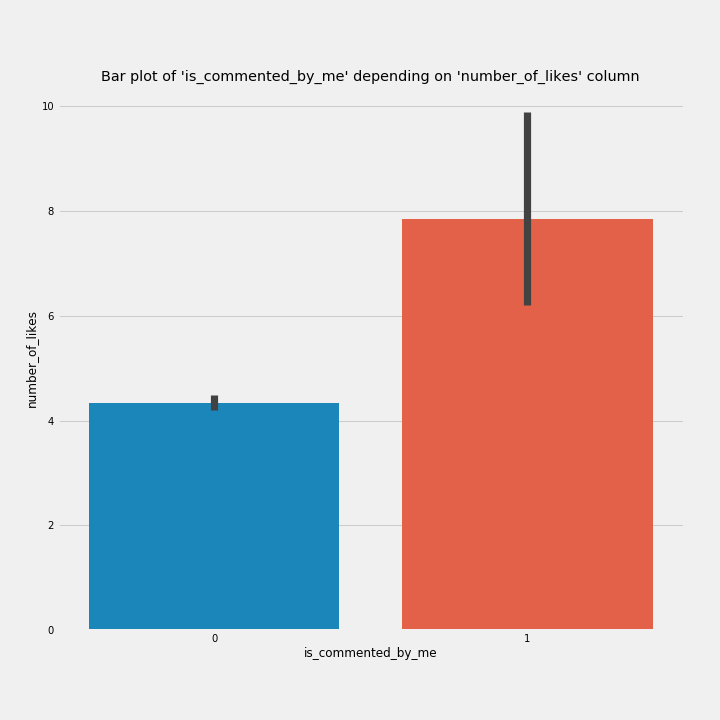 Bar plot of 'is_commented_by_me' depending on 'number_of_likes' column
10
8
6
4
2
0
number_of_likes
0
1
is_commented_by_me